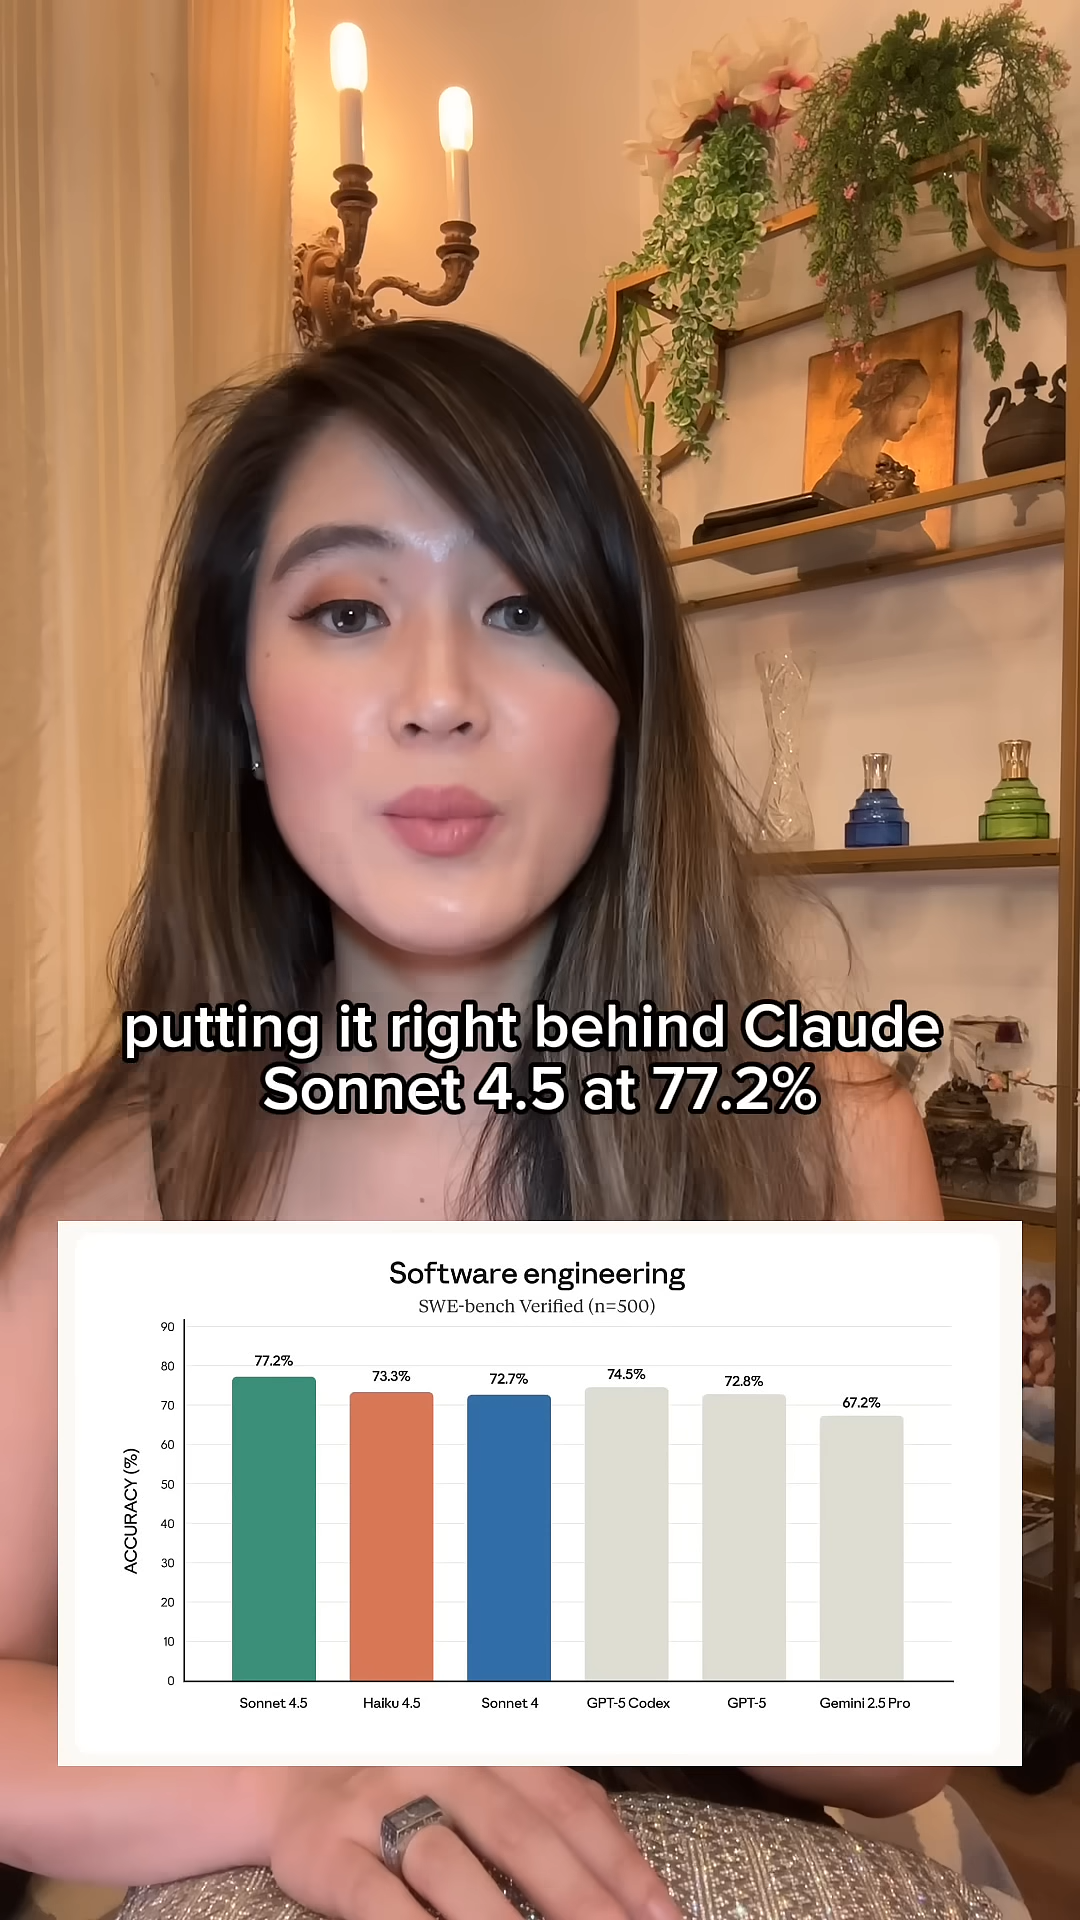 putting it right behind Claude
Sonnet 4.5 at 77.2%
Software engineering
SWE-bench Verified (n=500)
ACCURACY (%)
90
80
70
60
50
40
30
20
10
0
77.2%
73.3%
72.7%
74.5%
72.8%
67.2%
Sonnet 4.5
Haiku 4.5
Sonnet 4
GPT-5 Codex
GPT-5
Gemini 2.5 Pro